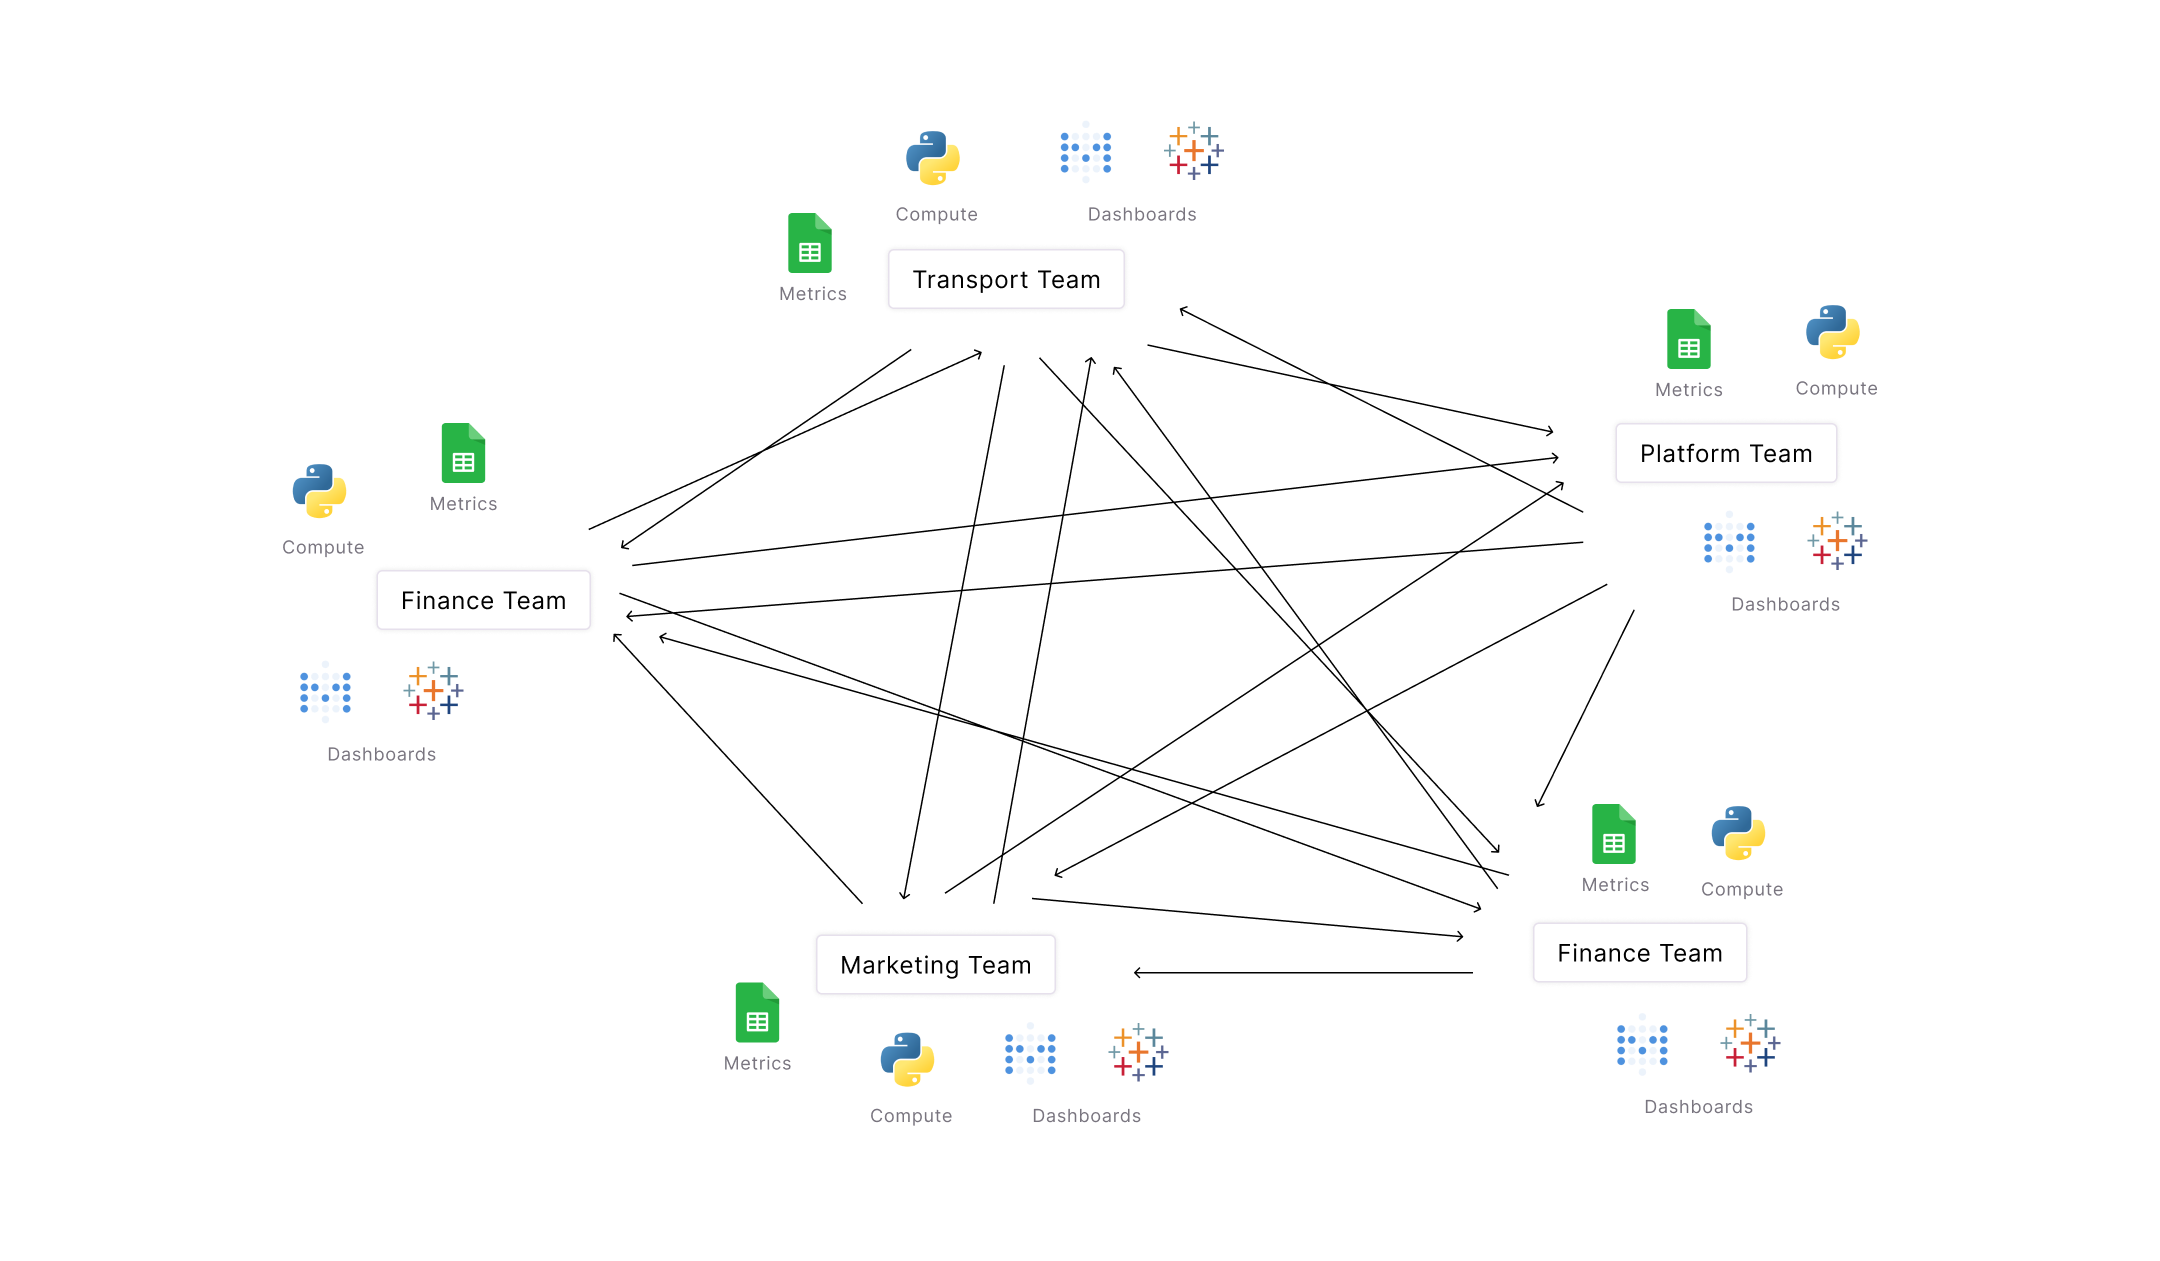 Compute
Dashboards
Metrics
Transport Team
Metrics
Compute
Platform Team
Dashboards
Metrics
Compute
Finance Team
Dashboards
Metrics
Compute
Finance Team
Dashboards
Marketing Team
Metrics
Compute
Dashboards